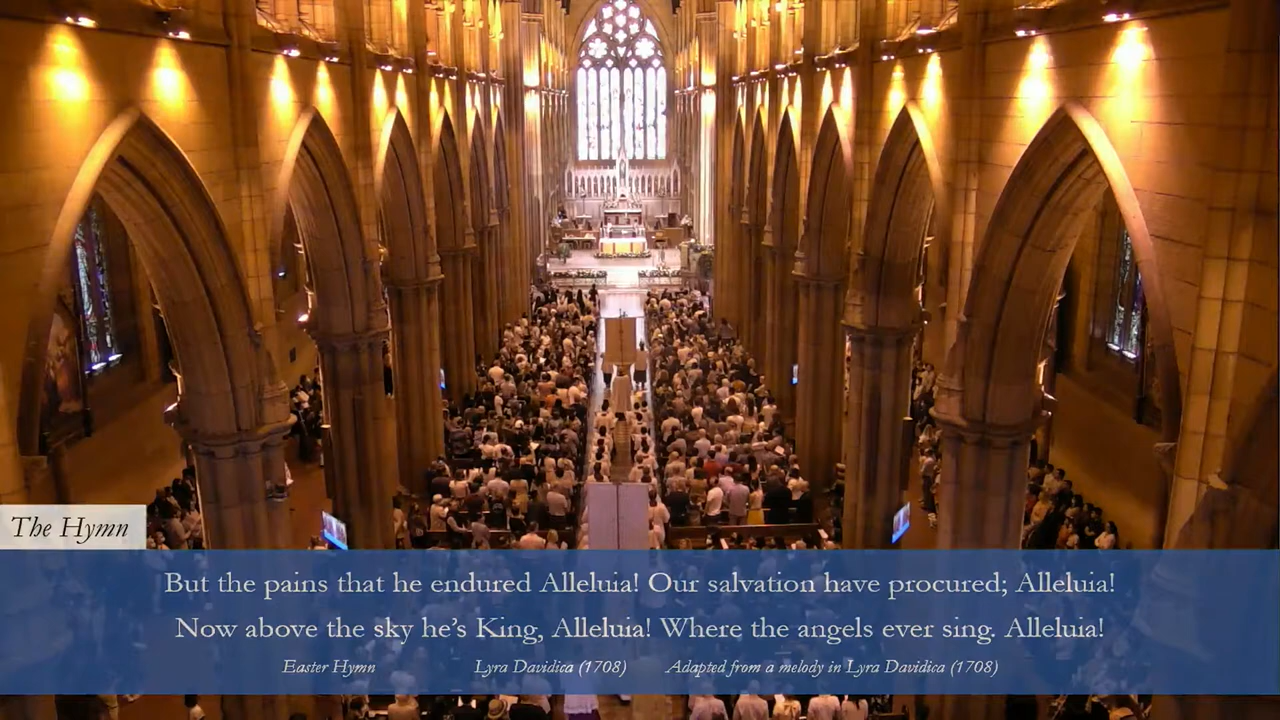 The Hymn
But the pains that he endured Alleluia! Our salvation have procured; Alleluia!
Now above the sky he's King, Alleluia! Where the angels ever sing. Alleluia!
Easter Hymn Lyra Davidica (1708) Adapted from a melody in Lyra Davidica (1708)